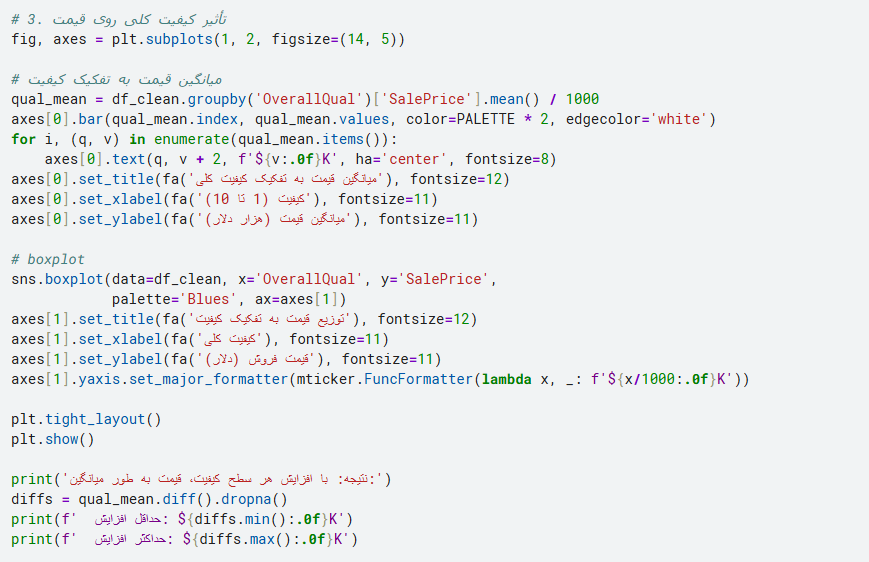 # 3. تأثیر کیفیت کلی روی قیمت
fig, axes = plt.subplots(1, 2, figsize=(14, 5))
# میانگین قیمت به تفکیک کیفیت
qual_mean = df_clean.groupby('OverallQual')['SalePrice'].mean() / 1000
axes[0].bar(qual_mean.index, qual_mean.values, color=PALETTE * 2, edgecolor='white')
for i, (q, v) in enumerate(qual_mean.items()):
    axes[0].text(q, v + 2, f'${v:.0f}K', ha='center', fontsize=8)
axes[0].set_title(fa('میانگین قیمت به تفکیک کیفیت کلی'), fontsize=12)
axes[0].set_xlabel(fa('کیفیت (1 تا 10)'), fontsize=11)
axes[0].set_ylabel(fa('میانگین قیمت (هزار دلار)'), fontsize=11)
# boxplot
sns.boxplot(data=df_clean, x='OverallQual', y='SalePrice',
            palette='Blues', ax=axes[1])
axes[1].set_title(fa('توزیع قیمت به تفکیک کیفیت'), fontsize=12)
axes[1].set_xlabel(fa('کیفیت کلی'), fontsize=11)
axes[1].set_ylabel(fa('قیمت فروش (دلار)'), fontsize=11)
axes[1].yaxis.set_major_formatter(mticker.FuncFormatter(lambda x, _: f'${x/1000:.0f}K'))
plt.tight_layout()
plt.show()
print('نتیجه: با افزایش هر سطح کیفیت، قیمت به طور میانگین:')
diffs = qual_mean.diff().dropna()
print(f'  حداقل افزایش: ${diffs.min():.0f}K')
print(f'  حداکثر افزایش: ${diffs.max():.0f}K')